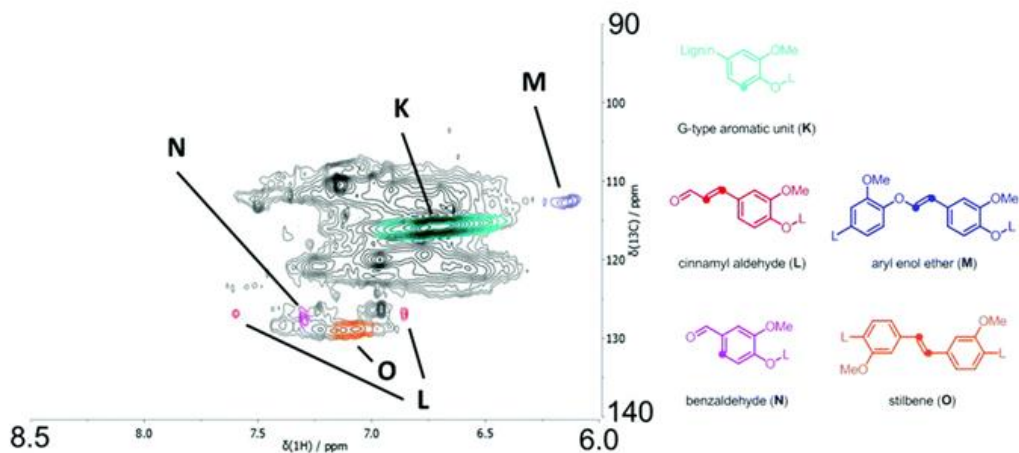 90
100
110
120
130
140
δ(13C) / ppm
8.5
8.0
7.5
7.0
6.5
6.0
δ(1H) / ppm
N
K
M
O
L
Lignin
OMe
O
L
G-type aromatic unit (K)
O
OMe
O
L
cinnamyl aldehyde (L)
OMe
O
L
OMe
O
L
aryl enol ether (M)
O
OMe
O
L
benzaldehyde (N)
L
MeO
OMe
L
stilbene (O)